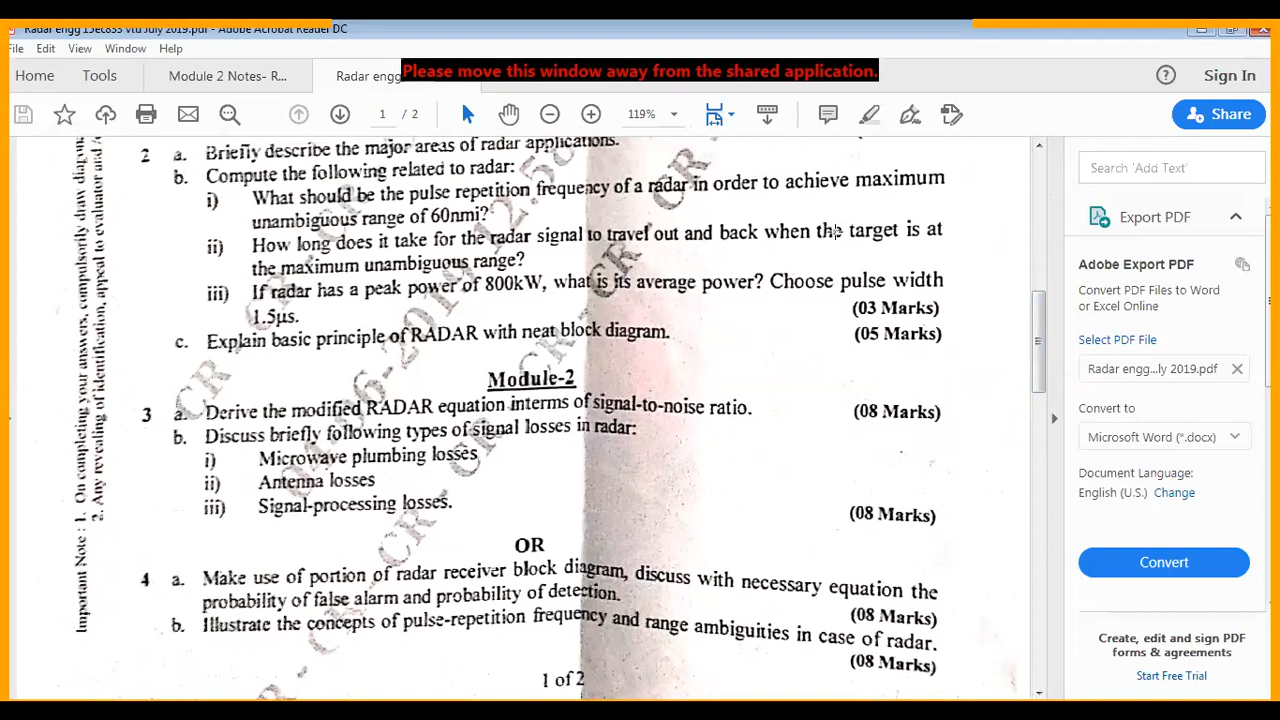 Radar engg 15ec833 vtu July 2019.pdf - Adobe Acrobat Reader DC
File Edit View Window Help
Home Tools Module 2 Notes- R... Radar engg
Please move this window away from the shared application.
Sign In
1 / 2 119% Share
2 a. Briefly describe the major areas of radar applications.
b. Compute the following related to radar:
i) What should be the pulse repetition frequency of a radar in order to achieve maximum
unambiguous range of 60nmi?
ii) How long does it take for the radar signal to travel out and back when the target is at
the maximum unambiguous range?
iii) If radar has a peak power of 800kW, what is its average power? Choose pulse width
1.5μs. (03 Marks)
c. Explain basic principle of RADAR with neat block diagram. (05 Marks)
Module-2
3 a. Derive the modified RADAR equation interms of signal-to-noise ratio. (08 Marks)
b. Discuss briefly following types of signal losses in radar:
i) Microwave plumbing losses
ii) Antenna losses
iii) Signal-processing losses. (08 Marks)
OR
4 a. Make use of portion of radar receiver block diagram, discuss with necessary equation the
probability of false alarm and probability of detection. (08 Marks)
b. Illustrate the concepts of pulse-repetition frequency and range ambiguities in case of radar.
(08 Marks)
1 of 2
Important Note : 1. On completing your answers, compulsorily draw diagon
2. Any revealing of identification, appeal to evaluator and
CR - CR - CR
CR - CR - CR
04-06-2019 12:50
Search 'Add Text'
Export PDF
Adobe Export PDF
Convert PDF Files to Word
or Excel Online
Select PDF File
Radar engg...ly 2019.pdf
Convert to
Microsoft Word (*.docx)
Document Language:
English (U.S.) Change
Convert
Create, edit and sign PDF
forms & agreements
Start Free Trial